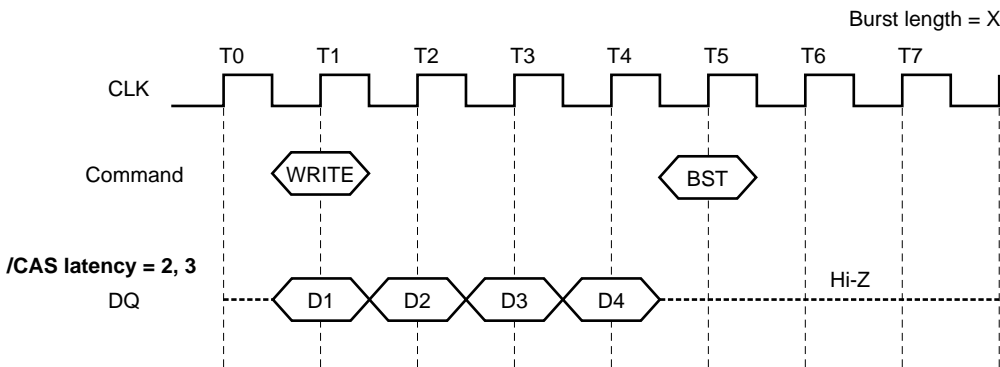 Burst length = X
T0 T1 T2 T3 T4 T5 T6 T7
CLK
Command WRITE BST
/CAS latency = 2, 3
DQ D1 D2 D3 D4 Hi-Z